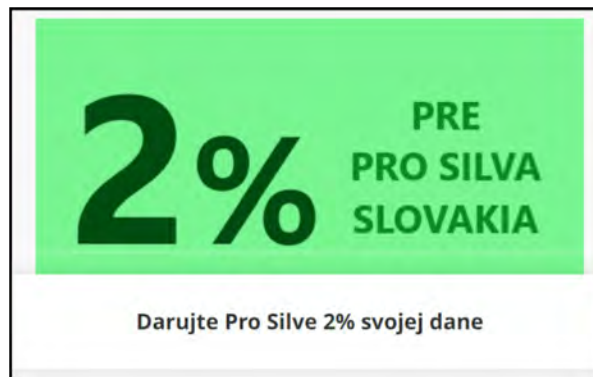 2%
PRE
PRO SILVA
SLOVAKIA
Darujte Pro Silve 2% svojej dane